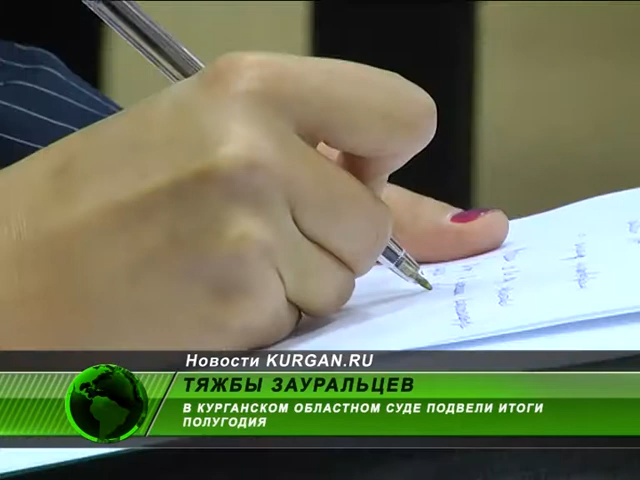 Новости KURGAN.RU
ТЯЖБЫ ЗАУРАЛЬЦЕВ
В КУРГАНСКОМ ОБЛАСТНОМ СУДЕ ПОДВЕЛИ ИТОГИ
ПОЛУГОДИЯ